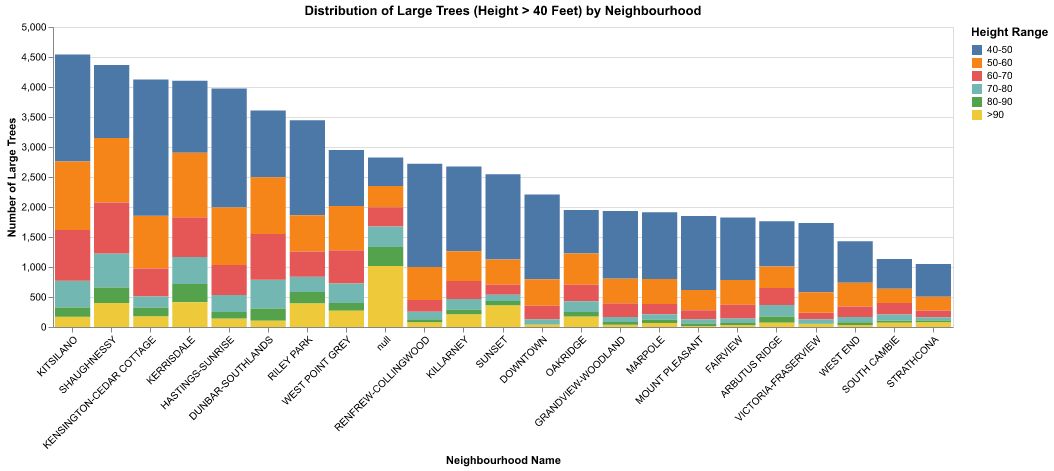 Distribution of Large Trees (Height > 40 Feet) by Neighbourhood
Number of Large Trees
5,000
4,500
4,000
3,500
3,000
2,500
2,000
1,500
1,000
500
0
KITSILANO
SHAUGHNESSY
KENSINGTON-CEDAR COTTAGE
KERRISDALE
HASTINGS-SUNRISE
DUNBAR-SOUTHLANDS
RILEY PARK
WEST POINT GREY
null
RENFREW-COLLINGWOOD
KILLARNEY
SUNSET
DOWNTOWN
OAKRIDGE
GRANDVIEW-WOODLAND
MARPOLE
MOUNT PLEASANT
FAIRVIEW
ARBUTUS RIDGE
VICTORIA-FRASERVIEW
WEST END
SOUTH CAMBIE
STRATHCONA
Neighbourhood Name
Height Range
40-50
50-60
60-70
70-80
80-90
>90